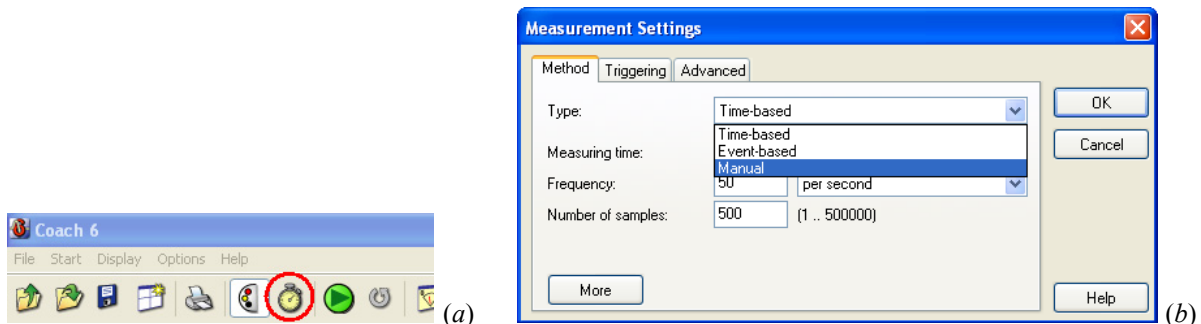 Measurement Settings
Method Triggering Advanced
Type: Time-based OK
Time-based
Measuring time: Event-based Cancel
Manual
Frequency: 50 per second
Number of samples: 500 (1 .. 500000)
Coach 6
File Start Display Options Help
More Help
(a) (b)